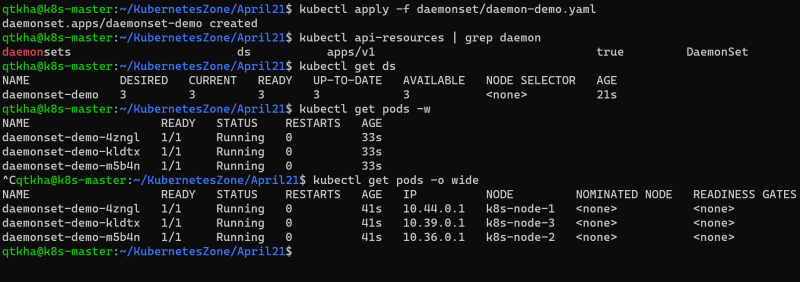 qtkha@k8s-master:~/KubernetesZone/April21$ kubectl apply -f daemonset/daemon-demo.yaml
daemonset.apps/daemonset-demo created
qtkha@k8s-master:~/KubernetesZone/April21$ kubectl api-resources | grep daemon
daemonsets                        ds           apps/v1                                true         DaemonSet
qtkha@k8s-master:~/KubernetesZone/April21$ kubectl get ds
NAME             DESIRED   CURRENT   READY   UP-TO-DATE   AVAILABLE   NODE SELECTOR   AGE
daemonset-demo   3         3         3       3            3           <none>          21s
qtkha@k8s-master:~/KubernetesZone/April21$ kubectl get pods -w
NAME                   READY   STATUS    RESTARTS   AGE
daemonset-demo-4zngl   1/1     Running   0          33s
daemonset-demo-kldtx   1/1     Running   0          33s
daemonset-demo-m5b4n   1/1     Running   0          33s
^Cqtkha@k8s-master:~/KubernetesZone/April21$ kubectl get pods -o wide
NAME                   READY   STATUS    RESTARTS   AGE   IP          NODE         NOMINATED NODE   READINESS GATES
daemonset-demo-4zngl   1/1     Running   0          41s   10.44.0.1   k8s-node-1   <none>           <none>
daemonset-demo-kldtx   1/1     Running   0          41s   10.39.0.1   k8s-node-3   <none>           <none>
daemonset-demo-m5b4n   1/1     Running   0          41s   10.36.0.1   k8s-node-2   <none>           <none>
qtkha@k8s-master:~/KubernetesZone/April21$